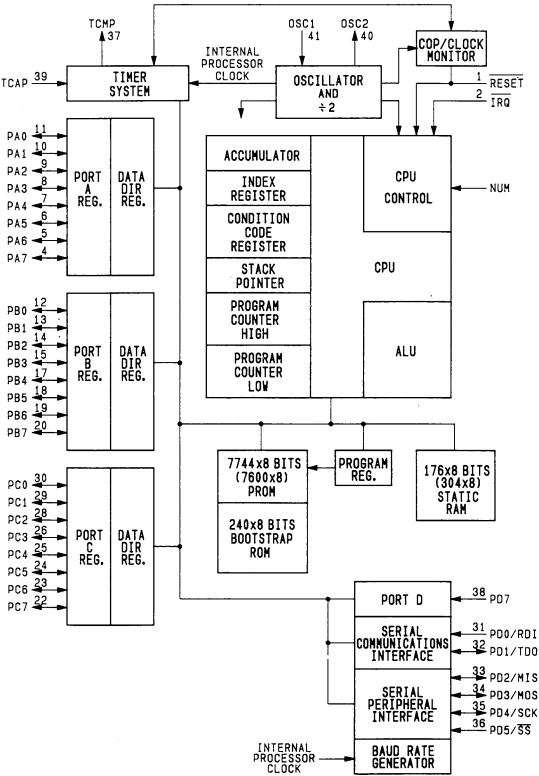 TCMP
37
OSC1
41
OSC2
40
COP/CLOCK
MONITOR
INTERNAL
PROCESSOR
CLOCK
TCAP 39
TIMER
SYSTEM
OSCILLATOR
AND
÷2
1 RESET
2 IRQ
PA0 11
PA1 10
PA2 9
PA3 8
PA4 7
PA5 6
PA6 5
PA7 4
PORT
A
REG.
DATA
DIR
REG.
ACCUMULATOR
INDEX
REGISTER
CONDITION
CODE
REGISTER
STACK
POINTER
PROGRAM
COUNTER
HIGH
PROGRAM
COUNTER
LOW
CPU
CONTROL
NUM
CPU
ALU
PB0 12
PB1 13
PB2 14
PB3 15
PB4 17
PB5 18
PB6 19
PB7 20
PORT
B
REG.
DATA
DIR
REG.
7744x8 BITS
(7600x8)
PROM
240x8 BITS
BOOTSTRAP
ROM
PROGRAM
REG.
176x8 BITS
(304x8)
STATIC
RAM
PC0 30
PC1 29
PC2 28
PC3 26
PC4 25
PC5 24
PC6 23
PC7 22
PORT
C
REG.
DATA
DIR
REG.
PORT D
38 PD7
SERIAL
COMMUNICATIONS
INTERFACE
31 PD0/RDI
32 PD1/TDO
SERIAL
PERIPHERAL
INTERFACE
33 PD2/MIS
34 PD3/MOS
35 PD4/SCK
36 PD5/SS
INTERNAL
PROCESSOR
CLOCK
BAUD RATE
GENERATOR